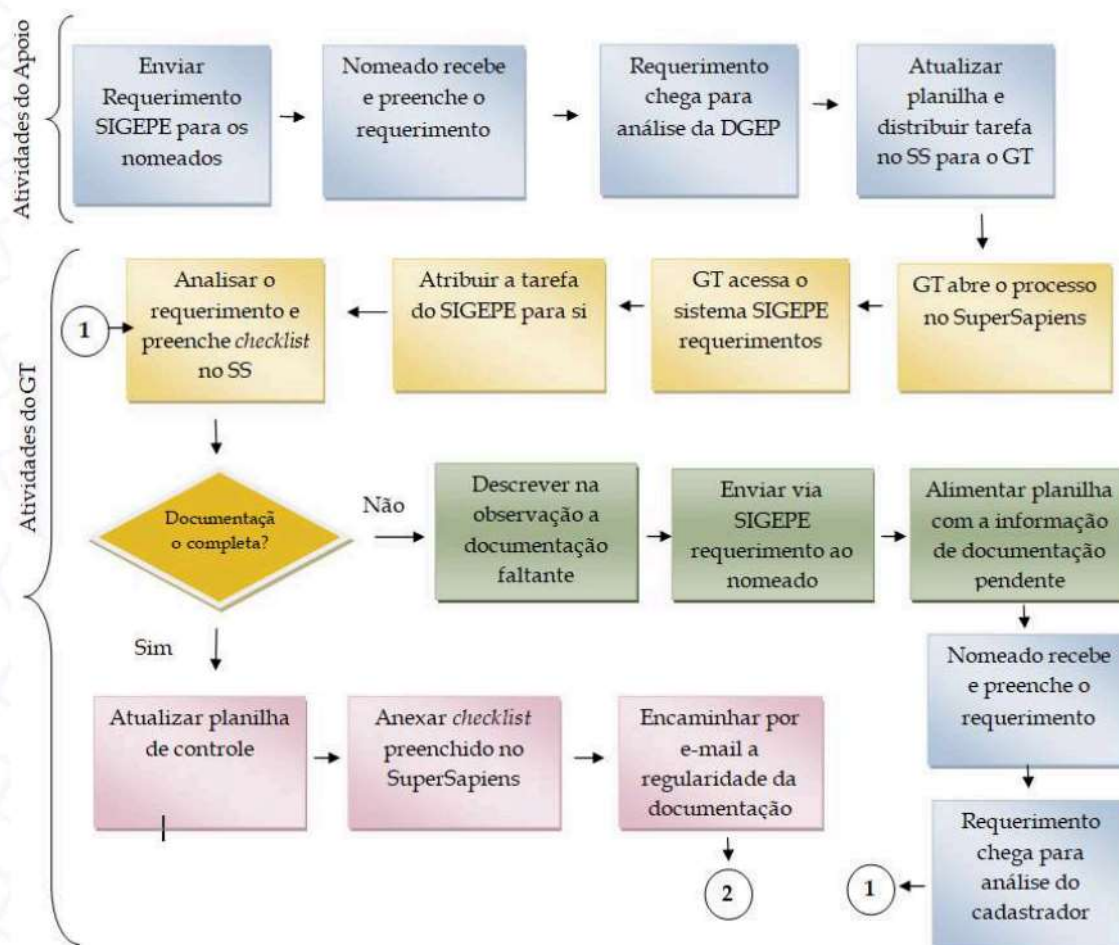 Atividades do Apoio
Enviar
Requerimento
SIGEPE para os
nomeados
Nomeado recebe
e preenche o
requerimento
Requerimento
chega para
análise da DGEP
Atualizar
planilha e
distribuir tarefa
no SS para o GT
Atividades do GT
1
Analisar o
requerimento e
preenche checklist
no SS
Atribuir a tarefa
do SIGEPE para si
GT acessa o
sistema SIGEPE
requerimentos
GT abre o processo
no SuperSapiens
Documentaçã
o completa?
Não
Descrever na
observação a
documentação
faltante
Enviar via
SIGEPE
requerimento ao
nomeado
Alimentar planilha
com a informação
de documentação
pendente
Sim
Nomeado recebe
e preenche o
requerimento
Atualizar planilha
de controle
Anexar checklist
preenchido no
SuperSapiens
Encaminhar por
e-mail a
regularidade da
documentação
Requerimento
chega para
análise do
cadastrador
2
1